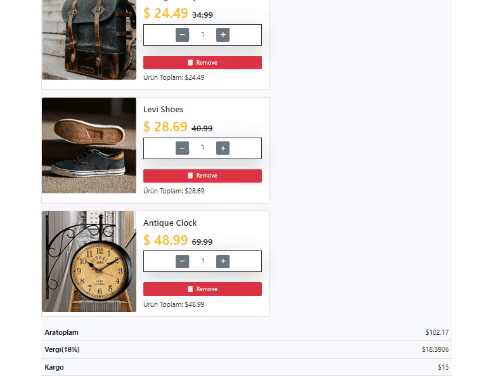 $ 24.49 34.99
− 1 +
Remove
Ürün Toplam: $24.49
Levi Shoes
$ 28.69 40.99
− 1 +
Remove
Ürün Toplam: $28.69
Antique Clock
$ 48.99 69.99
− 1 +
Remove
Ürün Toplam: $48.99
Aratoplam $102.17
Vergi(18%) $18.3906
Kargo $15